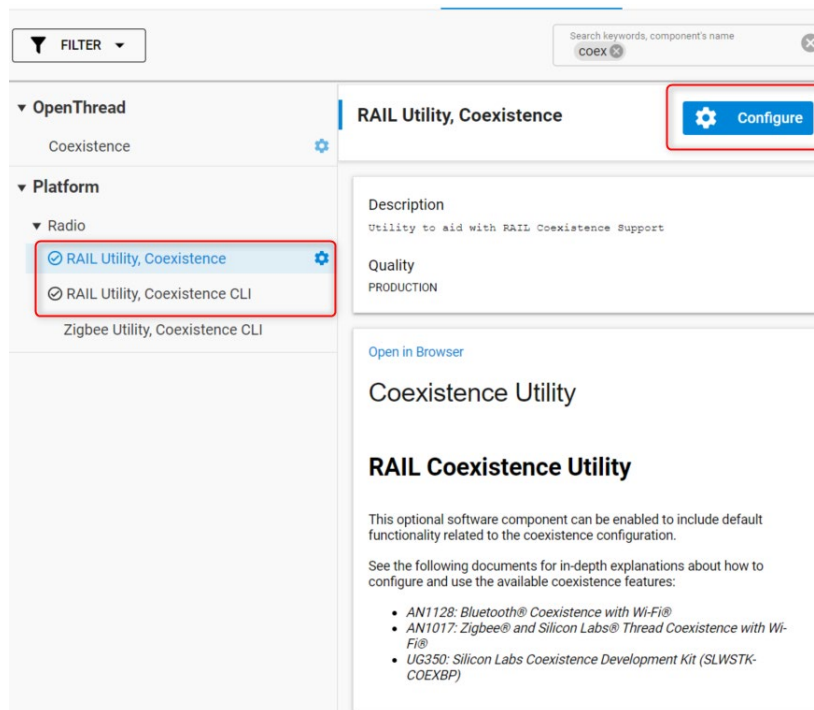 FILTER
Search keywords, component's name
coex
OpenThread
Coexistence
Platform
Radio
RAIL Utility, Coexistence
RAIL Utility, Coexistence CLI
Zigbee Utility, Coexistence CLI
RAIL Utility, Coexistence
Configure
Description
Utility to aid with RAIL Coexistence Support
Quality
PRODUCTION
Open in Browser
Coexistence Utility
RAIL Coexistence Utility
This optional software component can be enabled to include default
functionality related to the coexistence configuration.
See the following documents for in-depth explanations about how to
configure and use the available coexistence features:
• AN1128: Bluetooth® Coexistence with Wi-Fi®
• AN1017: Zigbee® and Silicon Labs® Thread Coexistence with Wi-
Fi®
• UG350: Silicon Labs Coexistence Development Kit (SLWSTK-
COEXBP)